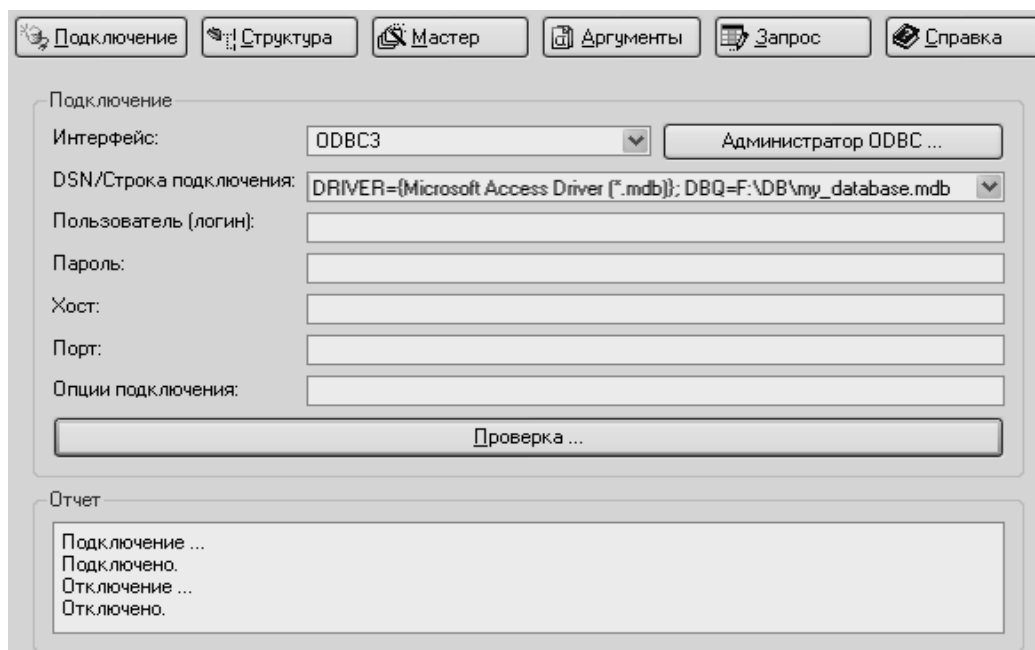 Подключение Структура Мастер Аргументы Запрос Справка
Подключение
Интерфейс: ODBC3 Администратор ODBC ...
DSN/Строка подключения: DRIVER={Microsoft Access Driver (*.mdb)}; DBQ=F:\DB\my_database.mdb
Пользователь (логин):
Пароль:
Хост:
Порт:
Опции подключения:
Проверка ...
Отчет
Подключение ...
Подключено.
Отключение ...
Отключено.